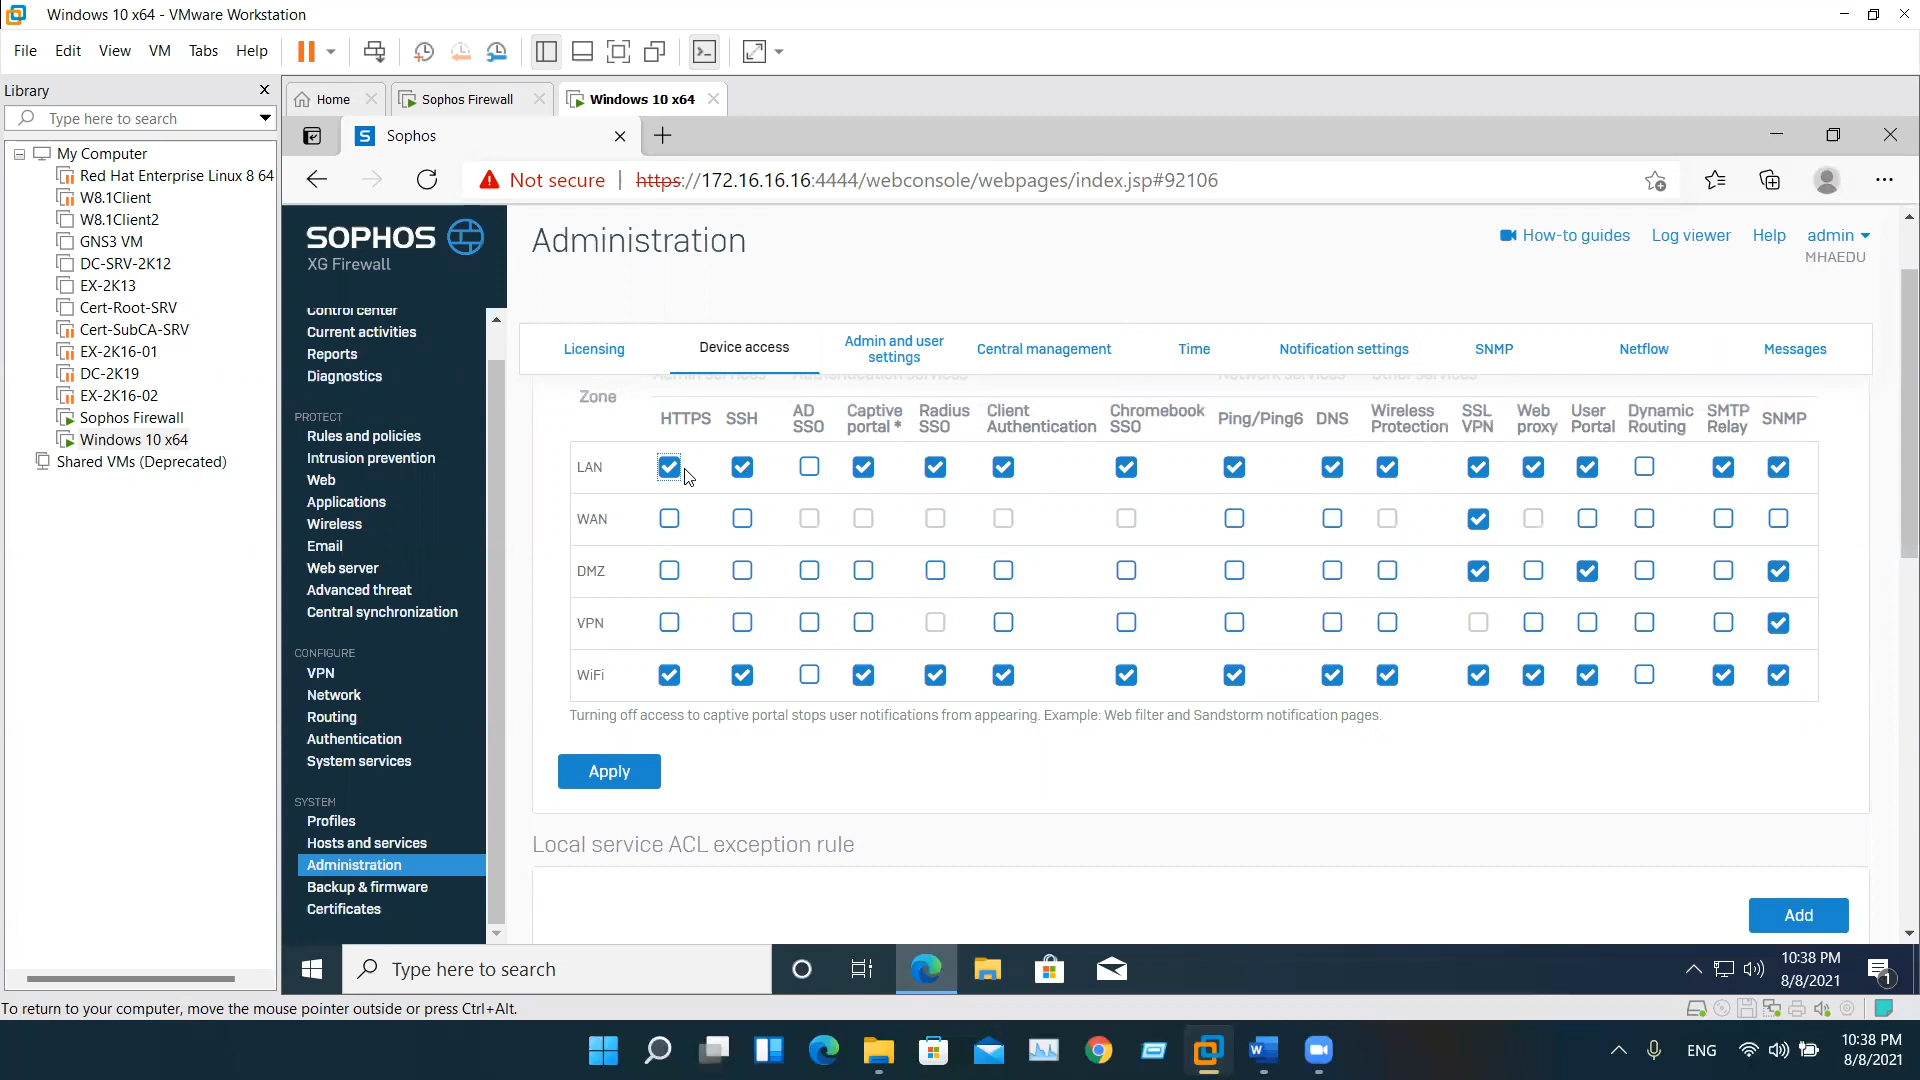 Windows 10 x64 - VMware Workstation
File Edit View VM Tabs Help
Library
Type here to search
My Computer
Red Hat Enterprise Linux 8 64
W8.1Client
W8.1Client2
GNS3 VM
DC-SRV-2K12
EX-2K13
Cert-Root-SRV
Cert-SubCA-SRV
EX-2K16-01
DC-2K19
EX-2K16-02
Sophos Firewall
Windows 10 x64
Shared VMs (Deprecated)
Home Sophos Firewall Windows 10 x64
S Sophos
Not secure | https://172.16.16.16:4444/webconsole/webpages/index.jsp#92106
SOPHOS
XG Firewall
Control center
Current activities
Reports
Diagnostics
PROTECT
Rules and policies
Intrusion prevention
Web
Applications
Wireless
Email
Web server
Advanced threat
Central synchronization
CONFIGURE
VPN
Network
Routing
Authentication
System services
SYSTEM
Profiles
Hosts and services
Administration
Backup & firmware
Certificates
Administration
How-to guides Log viewer Help admin
MHAEDU
Licensing Device access Admin and user settings Central management Time Notification settings SNMP Netflow Messages
Zone HTTPS SSH AD SSO Captive portal * Radius SSO Client Authentication Chromebook SSO Ping/Ping6 DNS Wireless Protection SSL VPN Web proxy User Portal Dynamic Routing SMTP Relay SNMP
LAN
WAN
DMZ
VPN
WiFi
Turning off access to captive portal stops user notifications from appearing. Example: Web filter and Sandstorm notification pages.
Apply
Local service ACL exception rule
Add
Type here to search
10:38 PM
8/8/2021
1
To return to your computer, move the mouse pointer outside or press Ctrl+Alt.
ENG
10:38 PM
8/8/2021